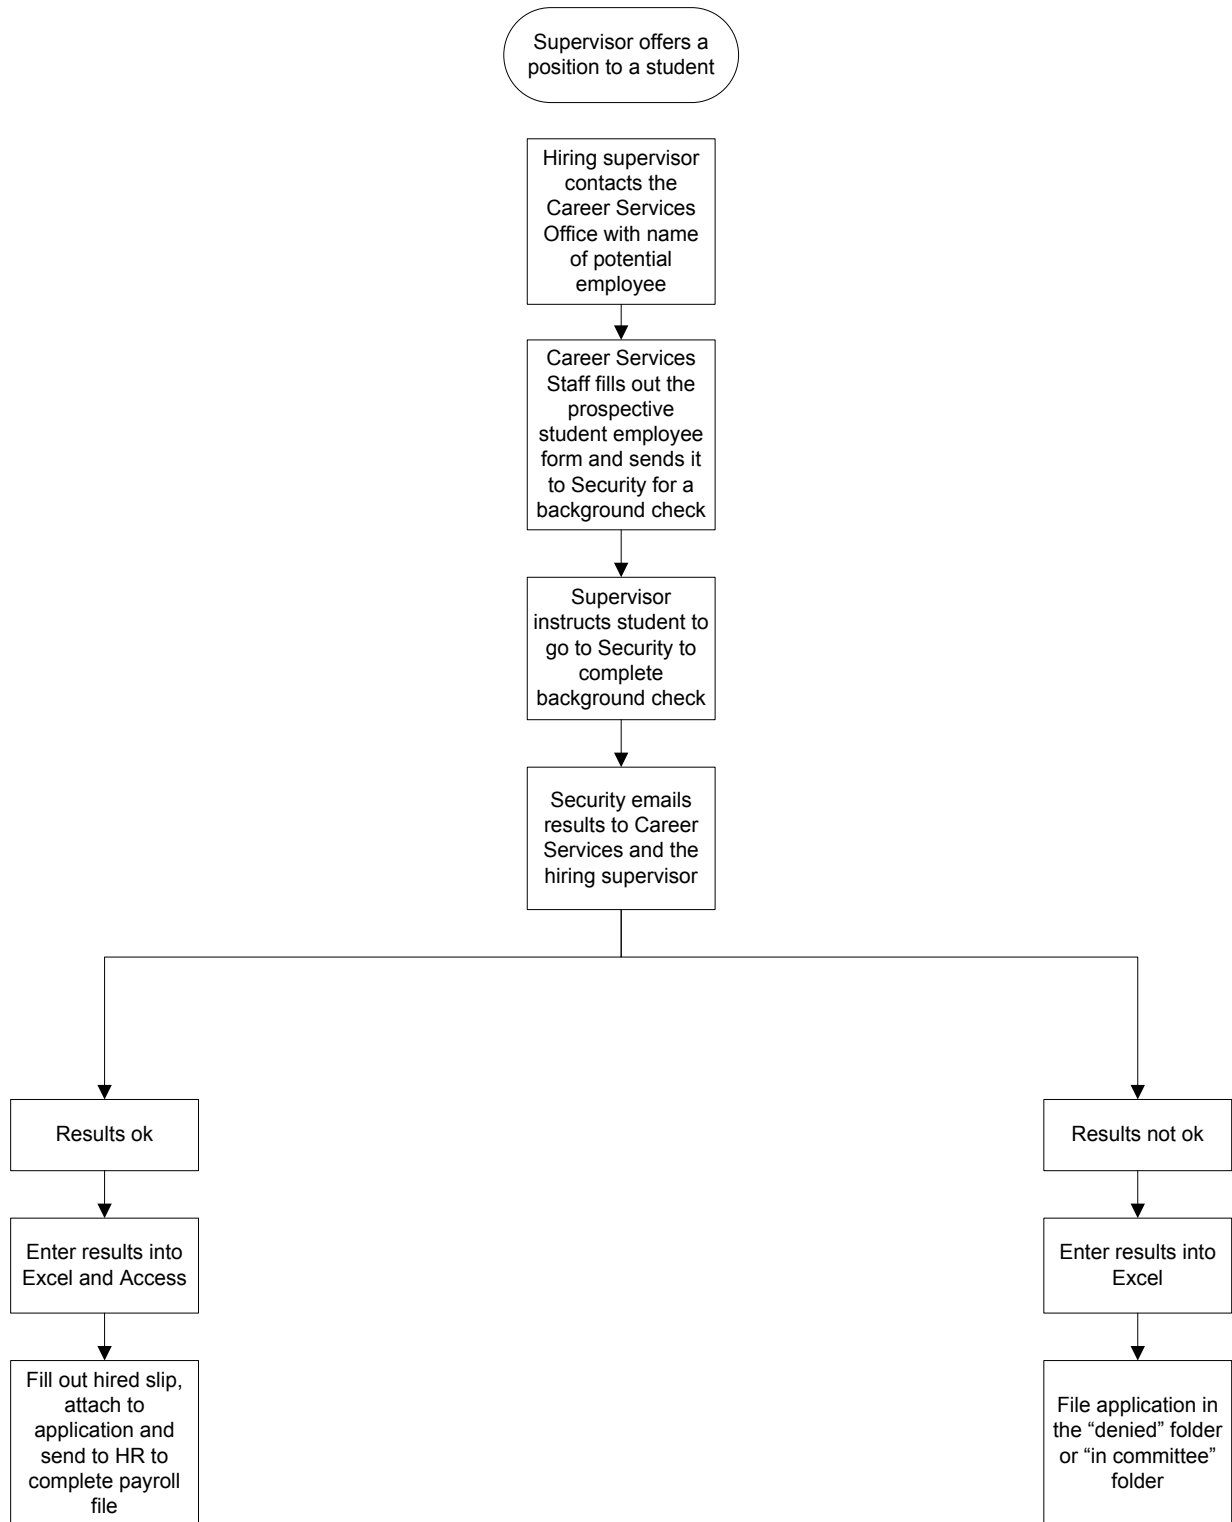 Supervisor offers a
position to a student
Hiring supervisor
contacts the
Career Services
Office with name
of potential
employee
Career Services
Staff fills out the
prospective
student employee
form and sends it
to Security for a
background check
Supervisor
instructs student to
go to Security to
complete
background check
Security emails
results to Career
Services and the
hiring supervisor
Results ok
Results not ok
Enter results into
Excel and Access
Enter results into
Excel
Fill out hired slip,
attach to
application and
send to HR to
complete payroll
file
File application in
the “denied” folder
or “in committee”
folder